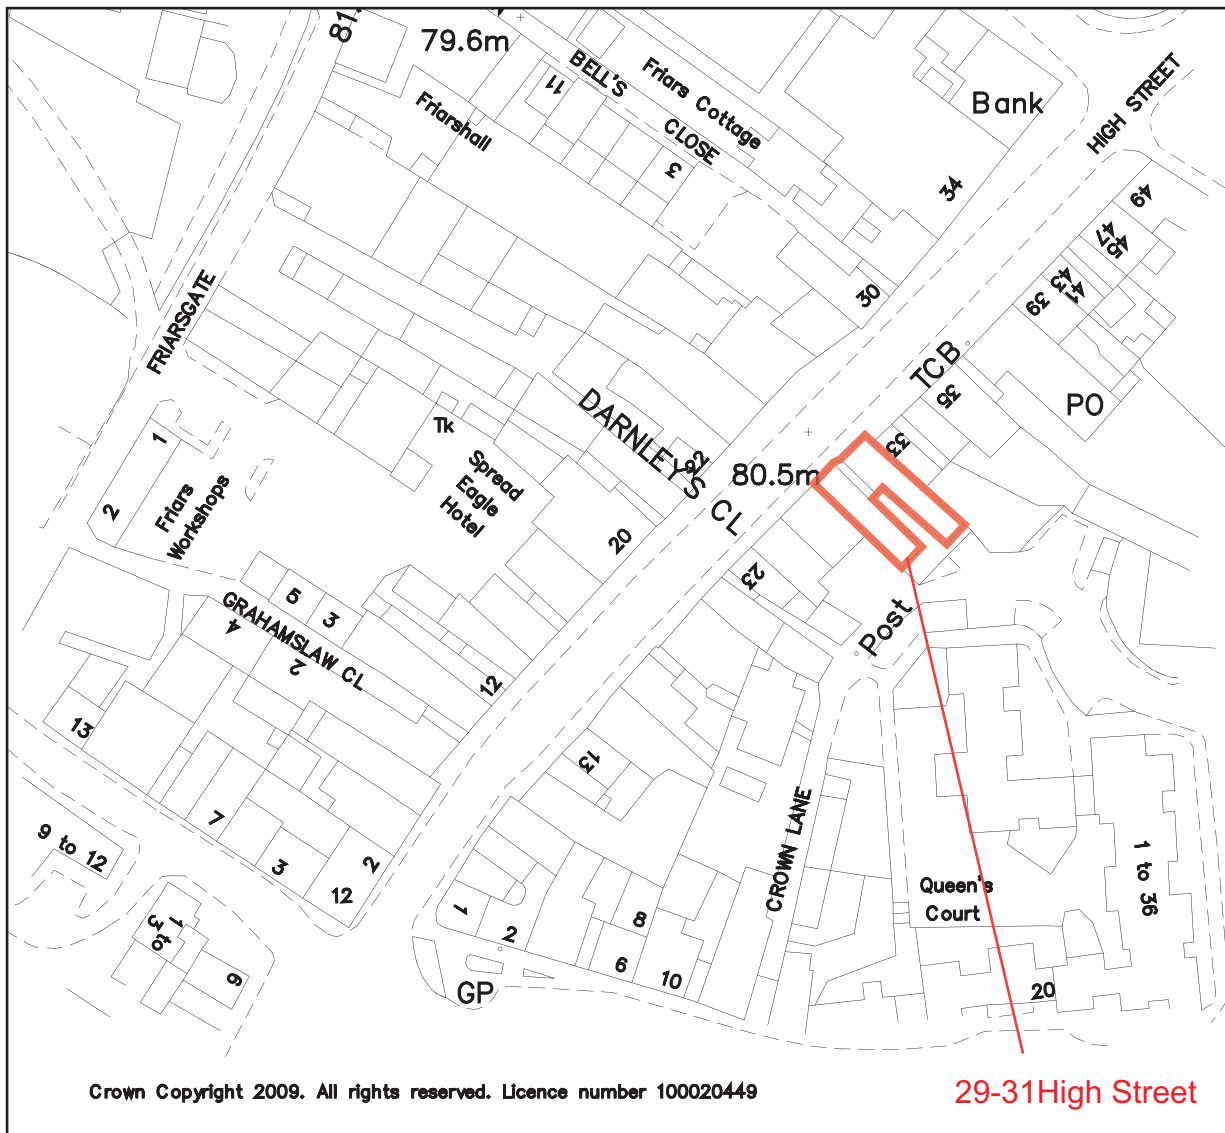 81.
79.6m
11
BELL'S
CLOSE
Friars Cottage
Bank
HIGH STREET
Friarshall
3
34
49
45
47
41
43
39
30
FRIARSGATE
TCB
35
PO
DARNLEYS CL
22
80.5m
33
Tk
Spread
Eagle
Hotel
1
2
Friars
Workshops
20
23
Post
5
3
GRAHAMSLAW CL
4
2
12
13
13
7
3
2
12
9 to 12
1
3 to
6
CROWN LANE
Queen's
Court
1 to 36
1
2
8
6
10
GP
20
Crown Copyright 2009. All rights reserved. Licence number 100020449
29-31High Street